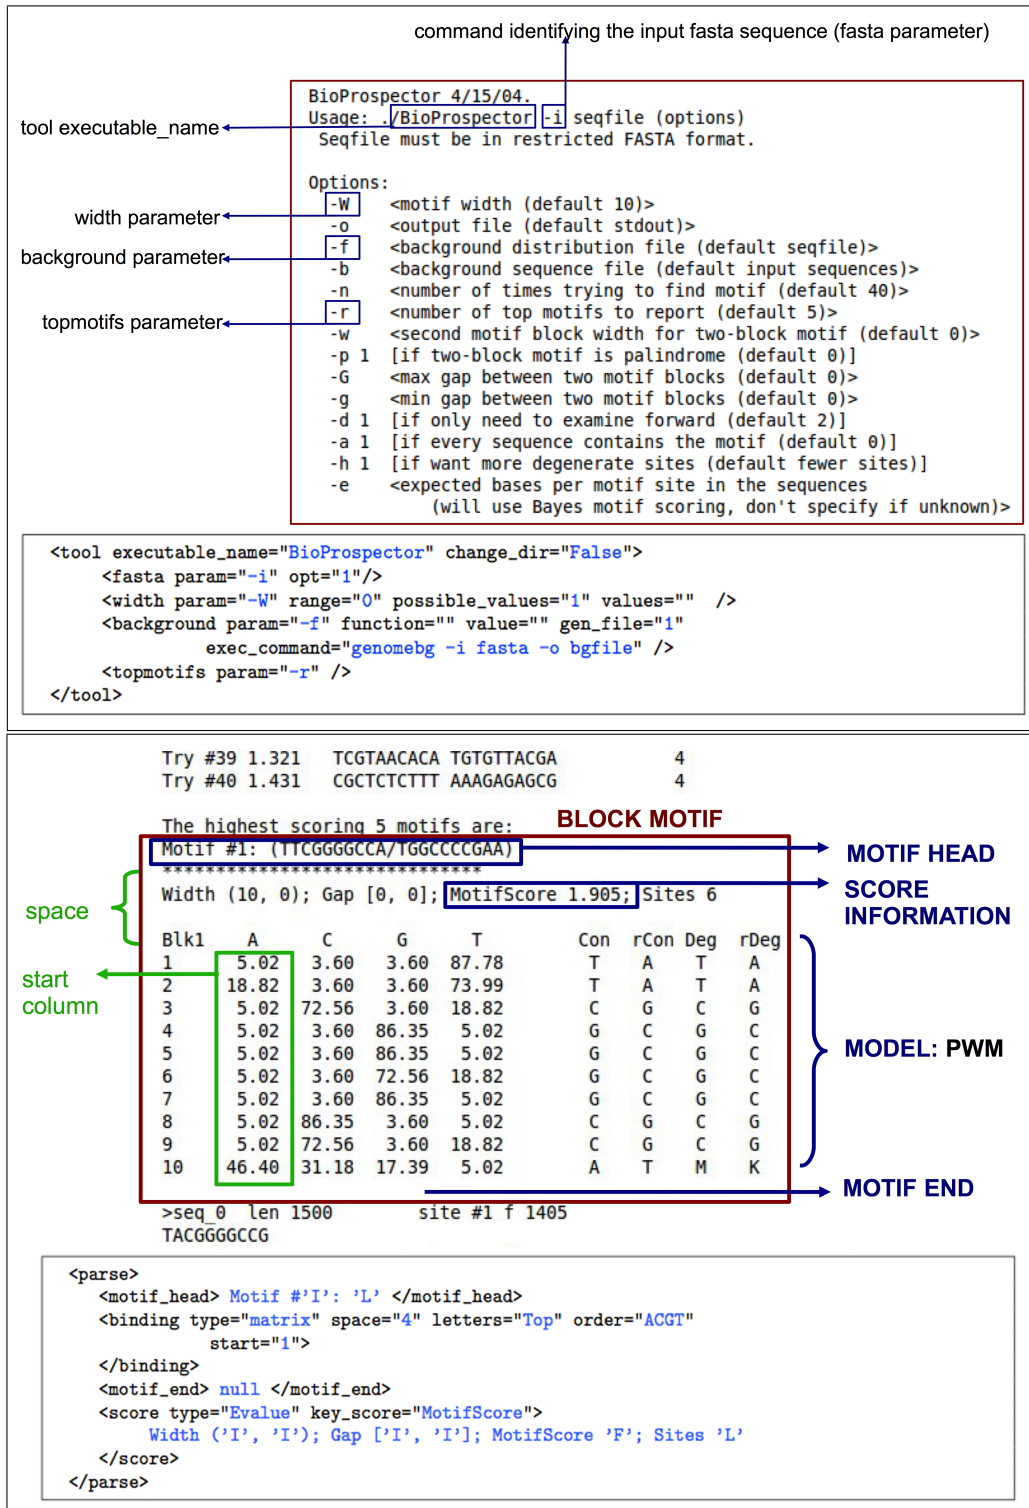 command identifying the input fasta sequence (fasta parameter)
BioProspector 4/15/04.
tool executable_name
Usage: ./BioProspector -i seqfile (options)
Seqfile must be in restricted FASTA format.
Options:
width parameter
-W <motif width (default 10)>
-o <output file (default stdout)>
background parameter
-f <background distribution file (default seqfile)>
-b <background sequence file (default input sequences)>
-n <number of times trying to find motif (default 40)>
topmotifs parameter
-r <number of top motifs to report (default 5)>
-w <second motif block width for two-block motif (default 0)>
-p 1 [if two-block motif is palindrome (default 0)]
-G <max gap between two motif blocks (default 0)>
-g <min gap between two motif blocks (default 0)>
-d 1 [if only need to examine forward (default 2)]
-a 1 [if every sequence contains the motif (default 0)]
-h 1 [if want more degenerate sites (default fewer sites)]
-e <expected bases per motif site in the sequences
(will use Bayes motif scoring, don't specify if unknown)>
<tool executable_name="BioProspector" change_dir="False">
<fasta param="-i" opt="1"/>
<width param="-W" range="0" possible_values="1" values="" />
<background param="-f" function="" value="" gen_file="1"
exec_command="genomebg -i fasta -o bgfile" />
<topmotifs param="-r" />
</tool>
Try #39 1.321 TCGTAACACA TGTGTTACGA 4
Try #40 1.431 CGCTCTCTTT AAAGAGAGCG 4
The highest scoring 5 motifs are:
BLOCK MOTIF
Motif #1: (TTCGGGGCCA/TGGCCCCGAA)
MOTIF HEAD
******************************
Width (10, 0); Gap [0, 0]; MotifScore 1.905; Sites 6
SCORE
INFORMATION
space
Blk1 A C G T Con rCon Deg rDeg
1 5.02 3.60 3.60 87.78 T A T A
2 18.82 3.60 3.60 73.99 T A T A
3 5.02 72.56 3.60 18.82 C G C G
4 5.02 3.60 86.35 5.02 G C G C
5 5.02 3.60 86.35 5.02 G C G C
6 5.02 3.60 72.56 18.82 G C G C
7 5.02 3.60 86.35 5.02 G C G C
8 5.02 86.35 3.60 5.02 C G C G
9 5.02 72.56 3.60 18.82 C G C G
10 46.40 31.18 17.39 5.02 A T M K
start
column
MODEL: PWM
MOTIF END
>seq_0 len 1500 site #1 f 1405
TACGGGGCCG
<parse>
<motif_head> Motif #'I': 'L' </motif_head>
<binding type="matrix" space="4" letters="Top" order="ACGT"
start="1">
</binding>
<motif_end> null </motif_end>
<score type="Evalue" key_score="MotifScore">
Width ('I', 'I'); Gap ['I', 'I']; MotifScore 'F'; Sites 'L'
</score>
</parse>